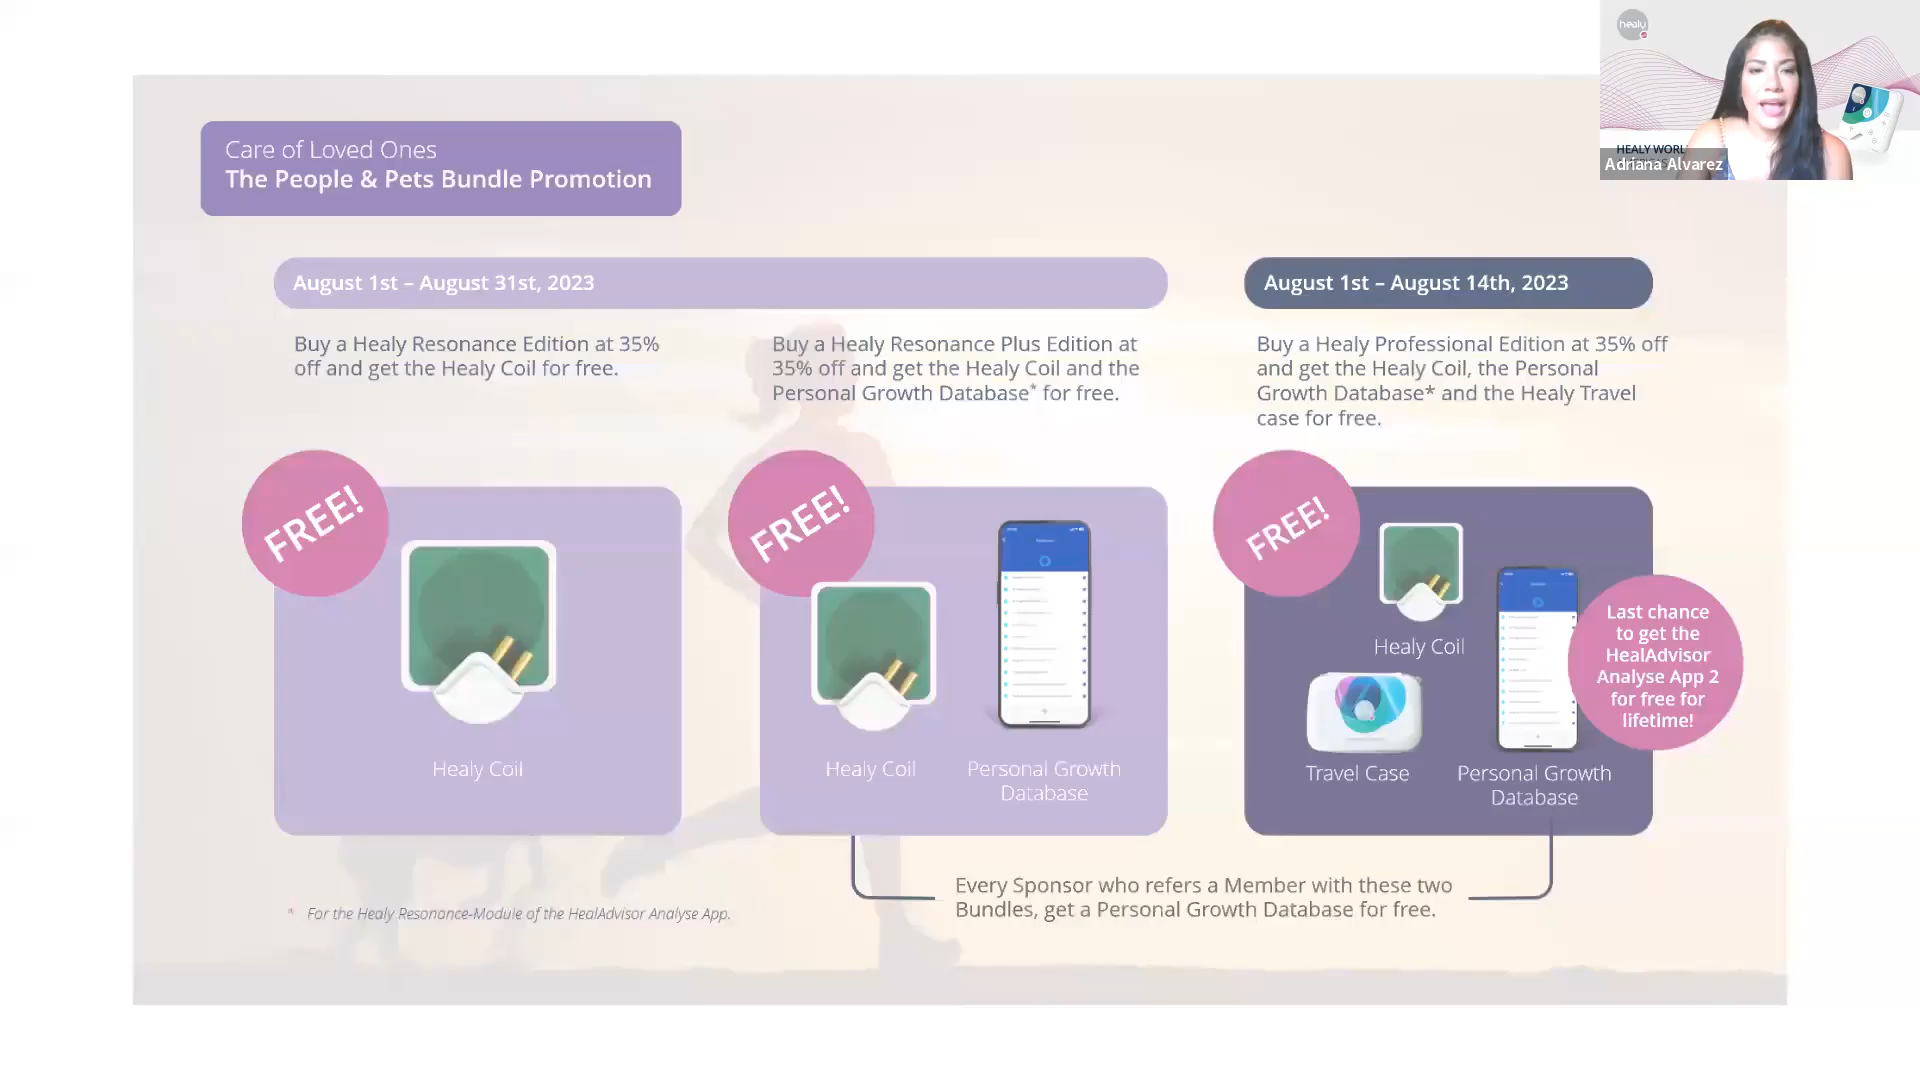 healy
HEALY WORL
Adriana Alvarez
Care of Loved Ones
The People & Pets Bundle Promotion
August 1st – August 31st, 2023
Buy a Healy Resonance Edition at 35%
off and get the Healy Coil for free.
Buy a Healy Resonance Plus Edition at
35% off and get the Healy Coil and the
Personal Growth Database* for free.
August 1st – August 14th, 2023
Buy a Healy Professional Edition at 35% off
and get the Healy Coil, the Personal
Growth Database* and the Healy Travel
case for free.
FREE!
Healy Coil
FREE!
Healy Coil
Personal Growth
Database
FREE!
Healy Coil
Travel Case
Personal Growth
Database
Last chance
to get the
HealAdvisor
Analyse App 2
for free for
lifetime!
Every Sponsor who refers a Member with these two
Bundles, get a Personal Growth Database for free.
* For the Healy Resonance-Module of the HealAdvisor Analyse App.